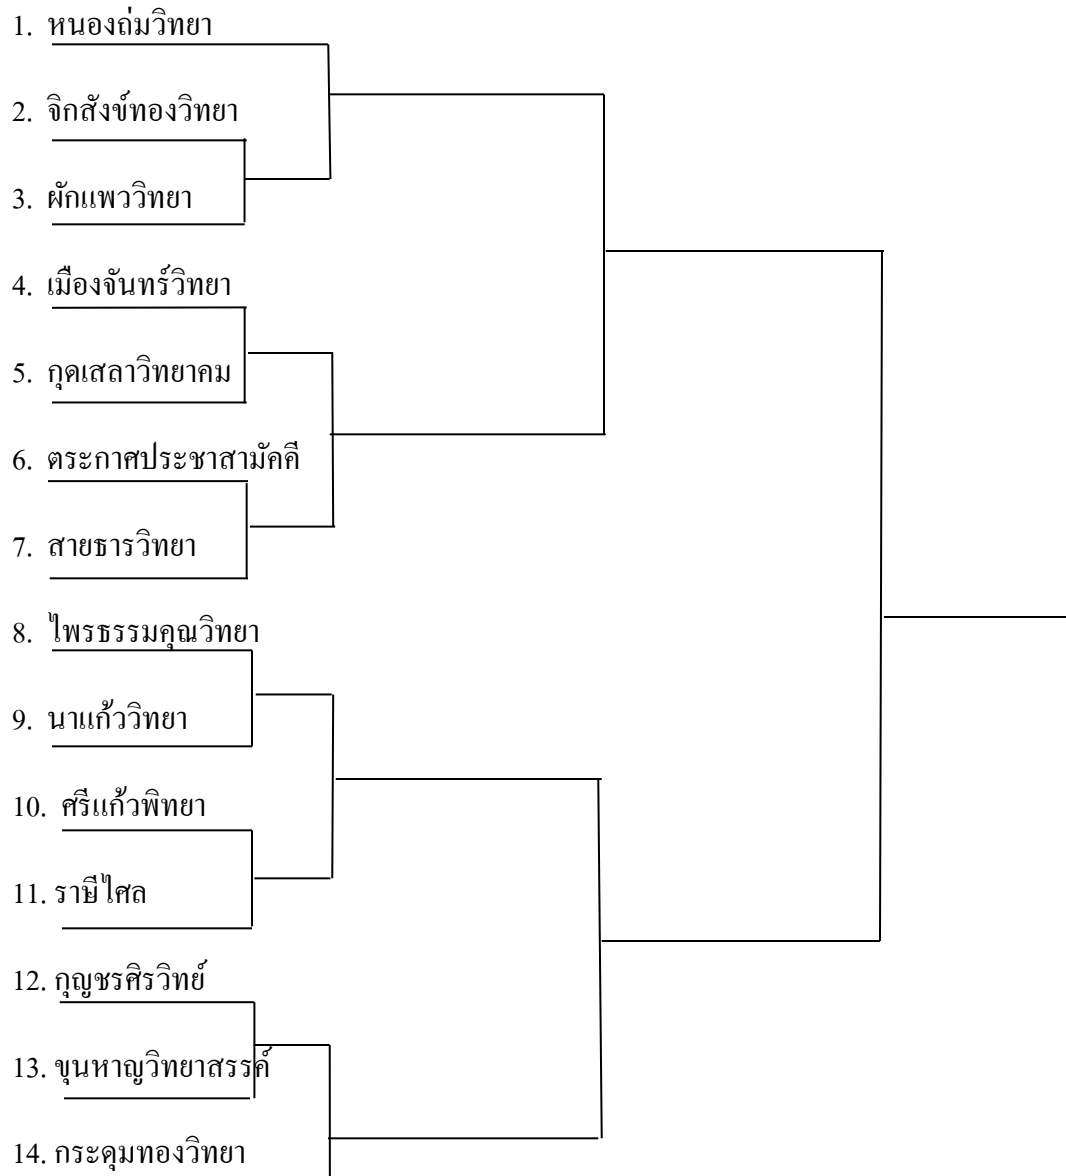 1. หนองถ่มวิทยา
2. จิกสังข์ทองวิทยา
3. ผักแพววิทยา
4. เมืองจันทร์วิทยา
5. กุดเสลาวิทยาคม
6. ตระกาศประชาสามัคคี
7. สายธารวิทยา
8. ไพรธรรมคุณวิทยา
9. นาแก้ววิทยา
10. ศรีแก้วพิทยา
11. ราษีไศล
12. กุญชรศิรวิทย์
13. ขุนหาญวิทยาสรรค์
14. กระดุมทองวิทยา